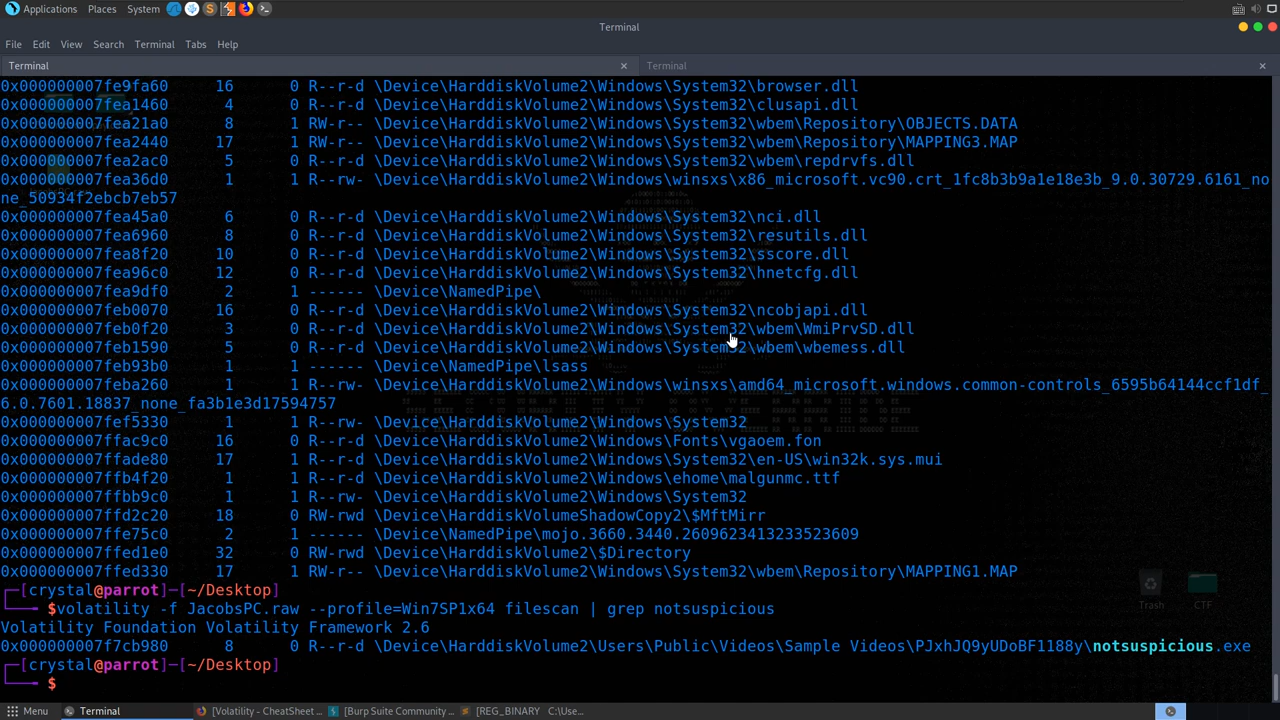 Applications Places System
Terminal
File Edit View Search Terminal Tabs Help
Terminal × Terminal ×
0x000000007fe9fa60 16 0 R--r-d \Device\HarddiskVolume2\Windows\System32\browser.dll
0x000000007fea1460 4 0 R--r-d \Device\HarddiskVolume2\Windows\System32\clusapi.dll
0x000000007fea21a0 8 1 RW-r-- \Device\HarddiskVolume2\Windows\System32\wbem\Repository\OBJECTS.DATA
0x000000007fea2440 17 1 RW-r-- \Device\HarddiskVolume2\Windows\System32\wbem\Repository\MAPPING3.MAP
0x000000007fea2ac0 5 0 R--r-d \Device\HarddiskVolume2\Windows\System32\wbem\repdrvfs.dll
0x000000007fea36d0 1 1 R--rw- \Device\HarddiskVolume2\Windows\winsxs\x86_microsoft.vc90.crt_1fc8b3b9a1e18e3b_9.0.30729.6161_no
ne_50934f2ebcb7eb57
0x000000007fea45a0 6 0 R--r-d \Device\HarddiskVolume2\Windows\System32\nci.dll
0x000000007fea6960 8 0 R--r-d \Device\HarddiskVolume2\Windows\System32\resutils.dll
0x000000007fea8f20 10 0 R--r-d \Device\HarddiskVolume2\Windows\System32\sscore.dll
0x000000007fea96c0 12 0 R--r-d \Device\HarddiskVolume2\Windows\System32\hnetcfg.dll
0x000000007fea9df0 2 1 ------ \Device\NamedPipe\
0x000000007feb0070 16 0 R--r-d \Device\HarddiskVolume2\Windows\System32\ncobjapi.dll
0x000000007feb0f20 3 0 R--r-d \Device\HarddiskVolume2\Windows\System32\wbem\WmiPrvSD.dll
0x000000007feb1590 5 0 R--r-d \Device\HarddiskVolume2\Windows\System32\wbem\wbemess.dll
0x000000007feb93b0 1 1 ------ \Device\NamedPipe\lsass
0x000000007feba260 1 1 R--rw- \Device\HarddiskVolume2\Windows\winsxs\amd64_microsoft.windows.common-controls_6595b64144ccf1df_
6.0.7601.18837_none_fa3b1e3d17594757
0x000000007fef5330 1 1 R--rw- \Device\HarddiskVolume2\Windows\System32
0x000000007ffac9c0 16 0 R--r-d \Device\HarddiskVolume2\Windows\Fonts\vgaoem.fon
0x000000007ffade80 17 1 R--r-d \Device\HarddiskVolume2\Windows\System32\en-US\win32k.sys.mui
0x000000007ffb4f20 1 1 R--r-d \Device\HarddiskVolume2\Windows\ehome\malgunmc.ttf
0x000000007ffbb9c0 1 1 R--rw- \Device\HarddiskVolume2\Windows\System32
0x000000007ffd2c20 18 0 RW-rwd \Device\HarddiskVolumeShadowCopy2\$MftMirr
0x000000007ffe75c0 2 1 ------ \Device\NamedPipe\mojo.3660.3440.2609623413233523609
0x000000007ffed1e0 32 0 RW-rwd \Device\HarddiskVolume2\$Directory
0x000000007ffed330 17 1 RW-r-- \Device\HarddiskVolume2\Windows\System32\wbem\Repository\MAPPING1.MAP
┌─[crystal@parrot]─[~/Desktop]
└──╼ $volatility -f JacobsPC.raw --profile=Win7SP1x64 filescan | grep notsuspicious
Volatility Foundation Volatility Framework 2.6
0x000000007f7cb980 8 0 R--r-d \Device\HarddiskVolume2\Users\Public\Videos\Sample Videos\PJxhJQ9yUDoBF1188y\notsuspicious.exe
┌─[crystal@parrot]─[~/Desktop]
└──╼ $
Trash CTF
Menu Terminal [Volatility - CheatSheet ... [Burp Suite Community ... [REG_BINARY C:\Use...